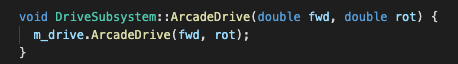 void DriveSubsystem::ArcadeDrive(double fwd, double rot) {
  m_drive.ArcadeDrive(fwd, rot);
}